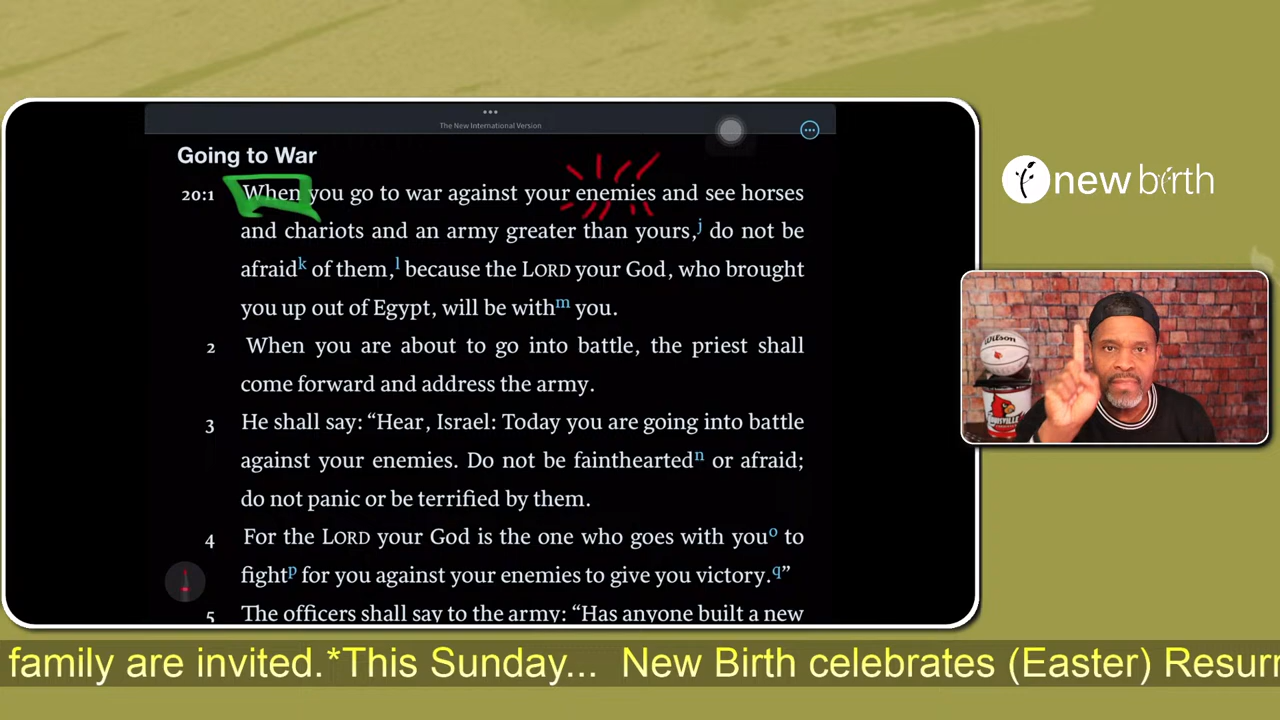 The New International Version
Going to War
20:1 When you go to war against your enemies and see horses
and chariots and an army greater than yours,j do not be
afraidk of them,l because the LORD your God, who brought
you up out of Egypt, will be withm you.
2 When you are about to go into battle, the priest shall
come forward and address the army.
3 He shall say: “Hear, Israel: Today you are going into battle
against your enemies. Do not be faintheartedn or afraid;
do not panic or be terrified by them.
4 For the LORD your God is the one who goes with youo to
fightp for you against your enemies to give you victory.q”
5 The officers shall say to the army: “Has anyone built a new
new birth
Wilson
family are invited.*This Sunday... New Birth celebrates (Easter) Resurr